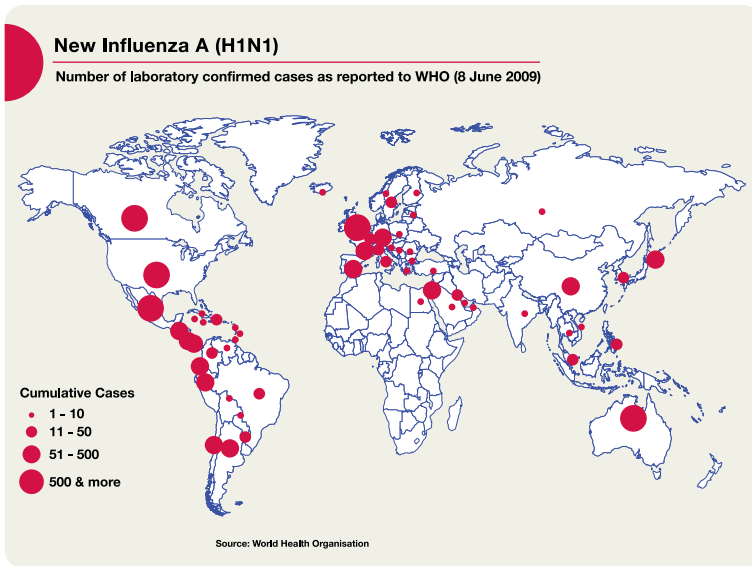 New Influenza A (H1N1)
Number of laboratory confirmed cases as reported to WHO (8 June 2009)
Cumulative Cases
1 - 10
11 - 50
51 - 500
500 & more
Source: World Health Organisation